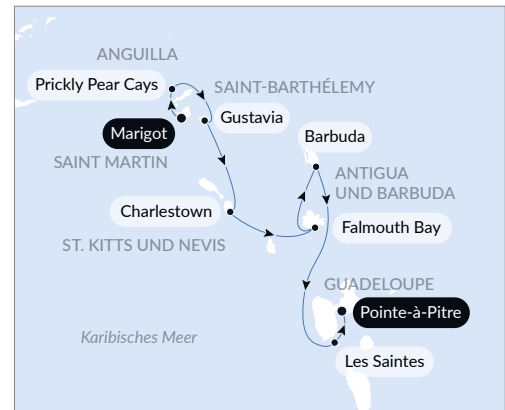 ANGUILLA
Prickly Pear Cays
SAINT-BARTHÉLEMY
Gustavia
Marigot
Barbuda
SAINT MARTIN
ANTIGUA
UND BARBUDA
Charlestown
Falmouth Bay
ST. KITTS UND NEVIS
GUADELOUPE
Pointe-à-Pitre
Karibisches Meer
Les Saintes